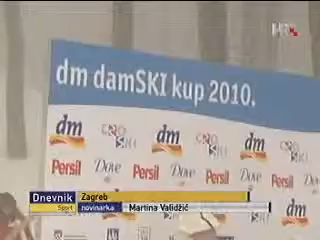 HRT
dm damSKI kup 2010.
dm dm dm
Persil Dove Persil Dove Persil Dove
dm
Dnevnik Zagreb
Sport novinarka Martina Validžić